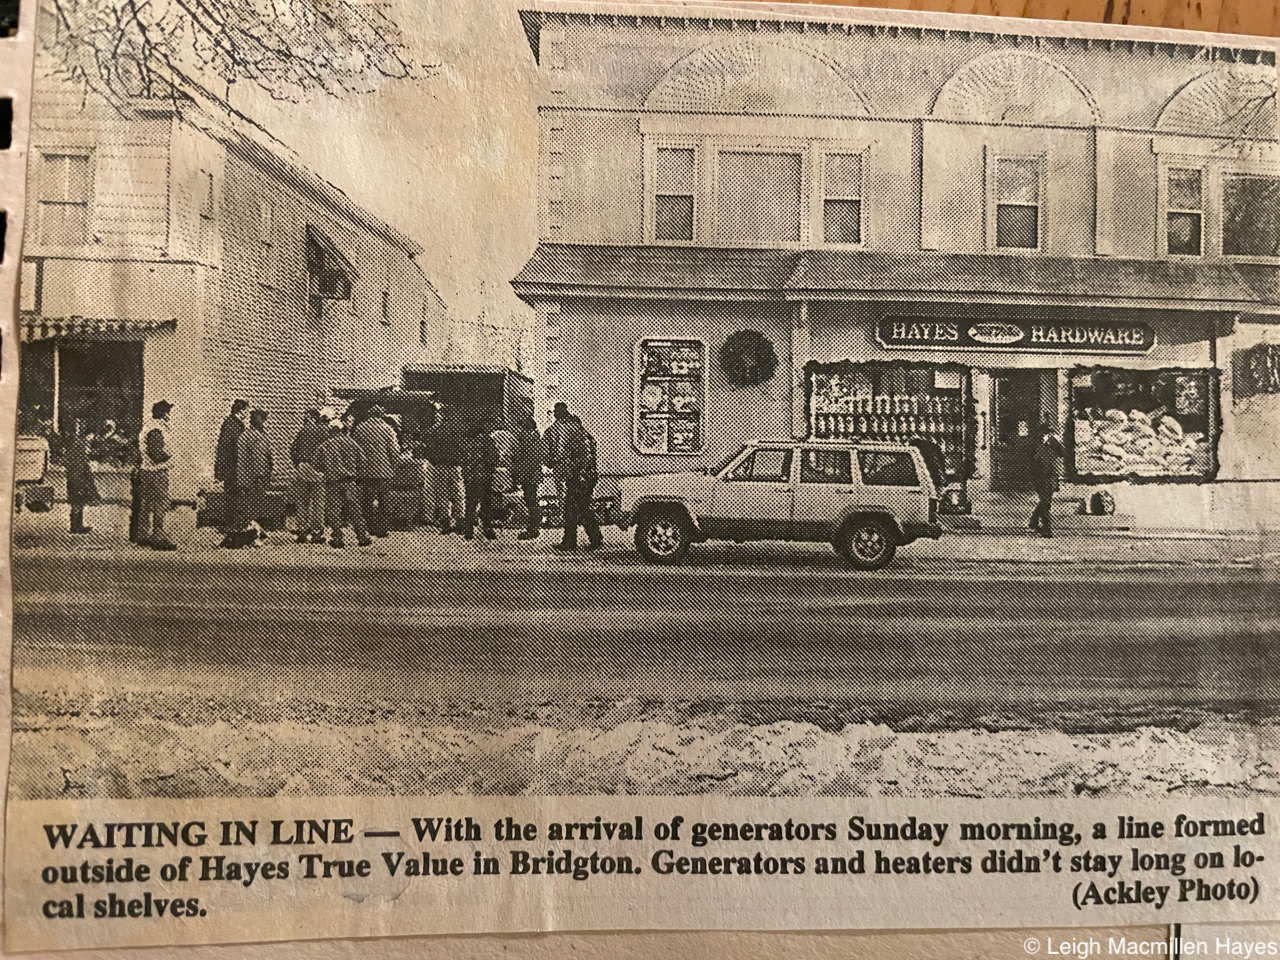 HAYES HARDWARE
WAITING IN LINE — With the arrival of generators Sunday morning, a line formed
outside of Hayes True Value in Bridgton. Generators and heaters didn't stay long on lo-
cal shelves. (Ackley Photo)
© Leigh Macmillen Hayes